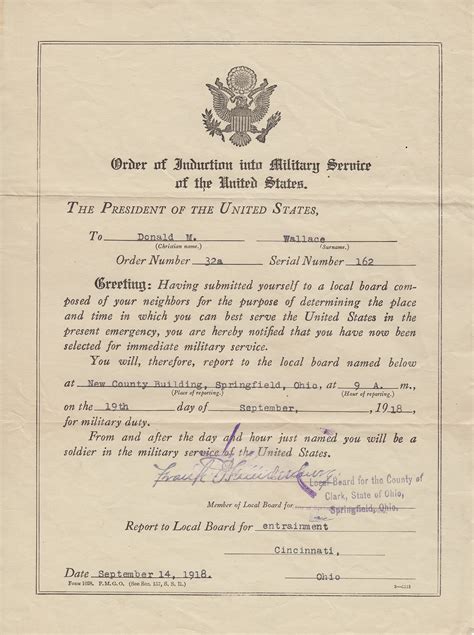 Order of Induction into Military Service
of the United States.
THE PRESIDENT OF THE UNITED STATES,
To Donald M. Wallace
(Christian name.) (Surname.)
Order Number 32a Serial Number 162
Greeting: Having submitted yourself to a local board com-
posed of your neighbors for the purpose of determining the place
and time in which you can best serve the United States in the
present emergency, you are hereby notified that you have now been
selected for immediate military service.
You will, therefore, report to the local board named below
at New County Building, Springfield, Ohio, at 9 A. m.,
(Place of reporting.) (Hour of reporting.)
on the 19th day of September, 1918,
for military duty.
From and after the day and hour just named you will be a
soldier in the military service of the United States.
Local Board for the County of
Clark, State of Ohio,
Springfield, Ohio.
Member of Local Board for
Report to Local Board for entrainment
Cincinnati,
Date September 14, 1918. Ohio
Form 1028, P. M. G. O. (See Sec. 157, S. S. R.)